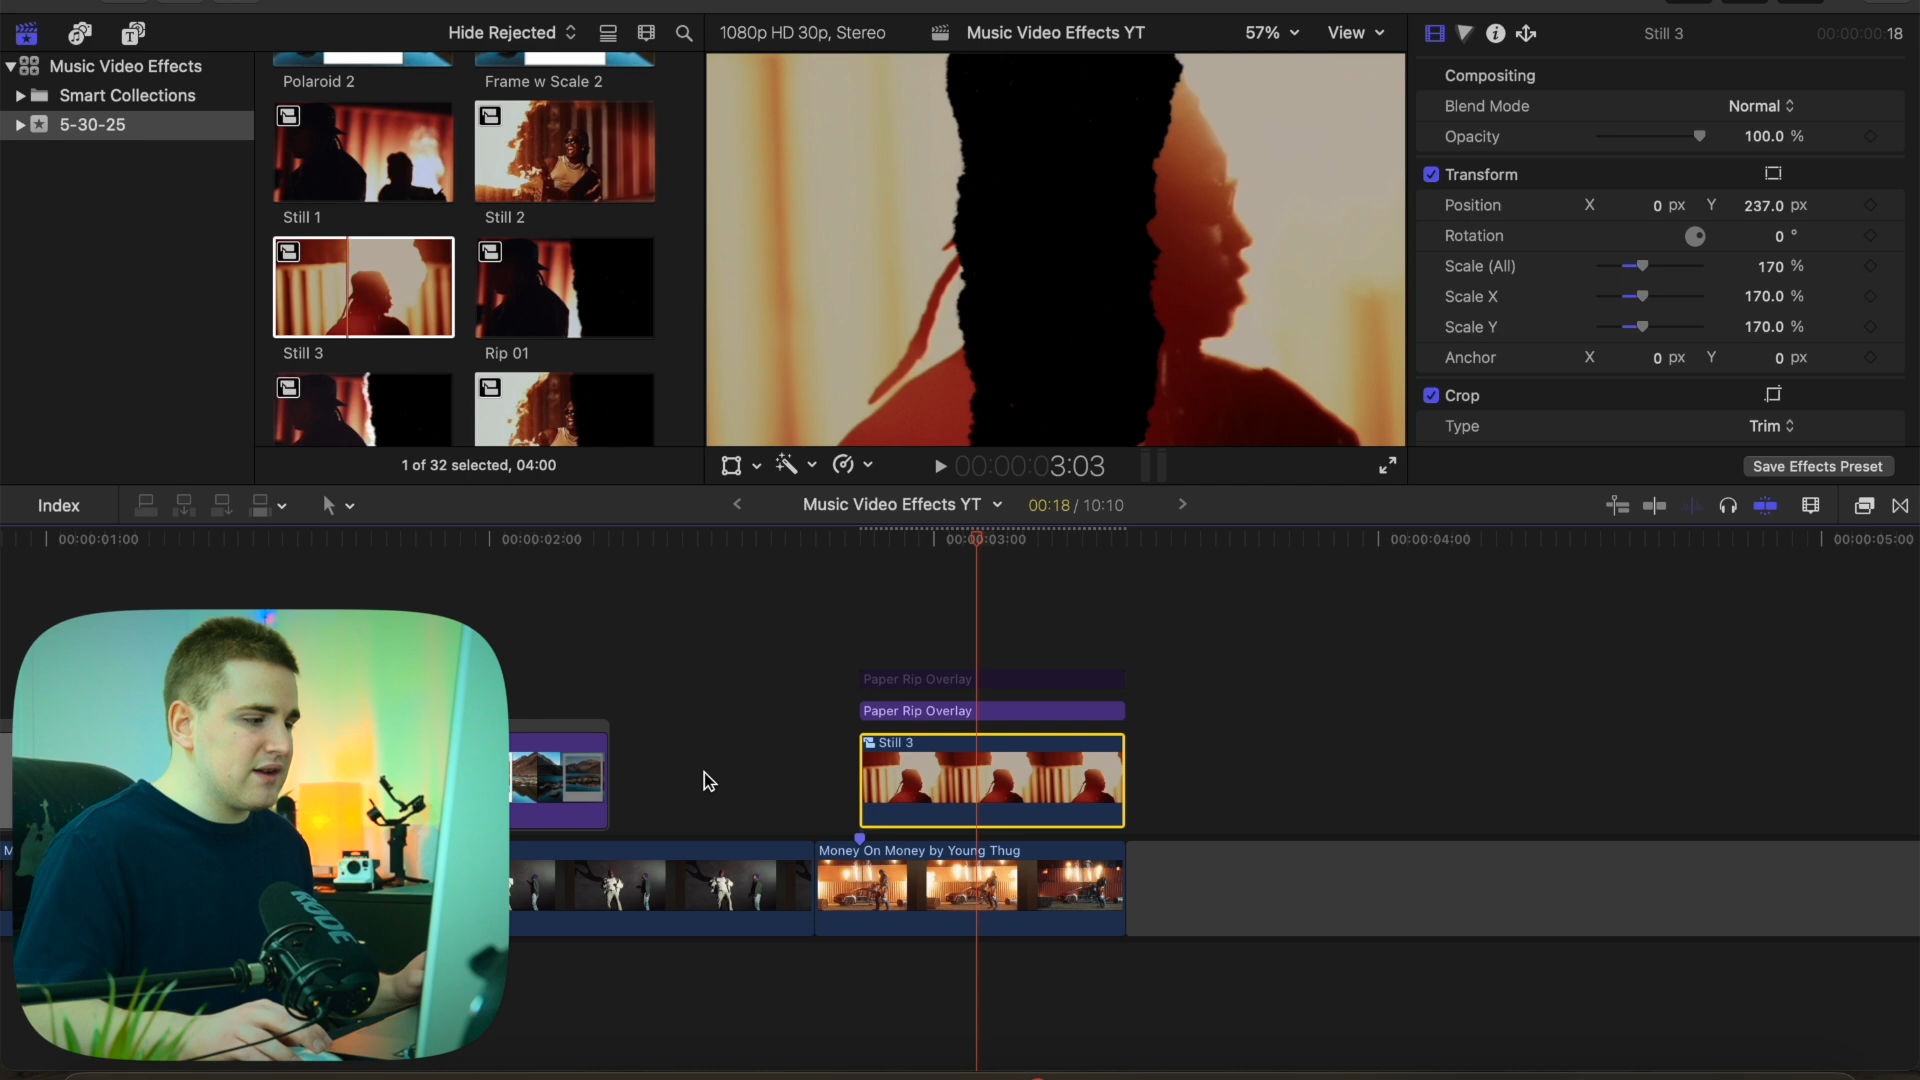 Hide Rejected
1080p HD 30p, Stereo
Music Video Effects YT
57%
View
Still 3
00:00:00:18
Music Video Effects
Smart Collections
5-30-25
Polaroid 2
Frame w Scale 2
Still 1
Still 2
Still 3
Rip 01
1 of 32 selected, 04:00
00:00:03:03
Compositing
Blend Mode
Normal
Opacity
100.0 %
Transform
Position
X
0 px
Y
237.0 px
Rotation
0 °
Scale (All)
170 %
Scale X
170.0 %
Scale Y
170.0 %
Anchor
X
0 px
Y
0 px
Crop
Type
Trim
Save Effects Preset
Index
Music Video Effects YT
00:18 / 10:10
00:00:01:00
00:00:02:00
00:00:03:00
00:00:04:00
00:00:05:00
Paper Rip Overlay
Paper Rip Overlay
Still 3
M
Money On Money by Young Thug
RØDE